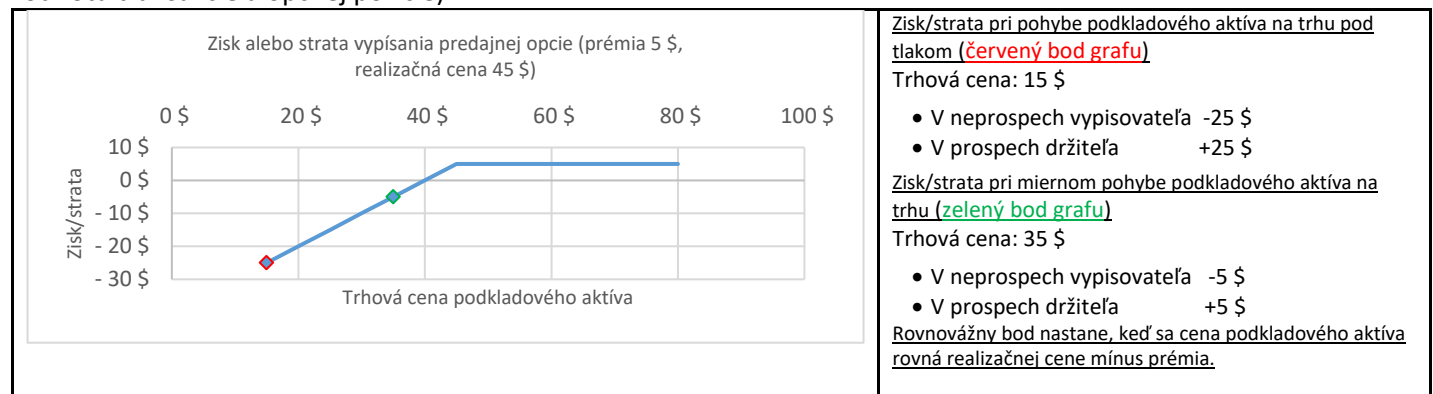 Zisk alebo strata vypísania predajnej opcie (prémia 5 $,
realizačná cena 45 $)
0 $ 20 $ 40 $ 60 $ 80 $ 100 $
10 $
0 $
- 10 $
- 20 $
- 30 $
Zisk/strata
Trhová cena podkladového aktíva
Zisk/strata pri pohybe podkladového aktíva na trhu pod
tlakom (červený bod grafu)
Trhová cena: 15 $
• V neprospech vypisovateľa -25 $
• V prospech držiteľa +25 $
Zisk/strata pri miernom pohybe podkladového aktíva na
trhu (zelený bod grafu)
Trhová cena: 35 $
• V neprospech vypisovateľa -5 $
• V prospech držiteľa +5 $
Rovnovážny bod nastane, keď sa cena podkladového aktíva
rovná realizačnej cene mínus prémia.